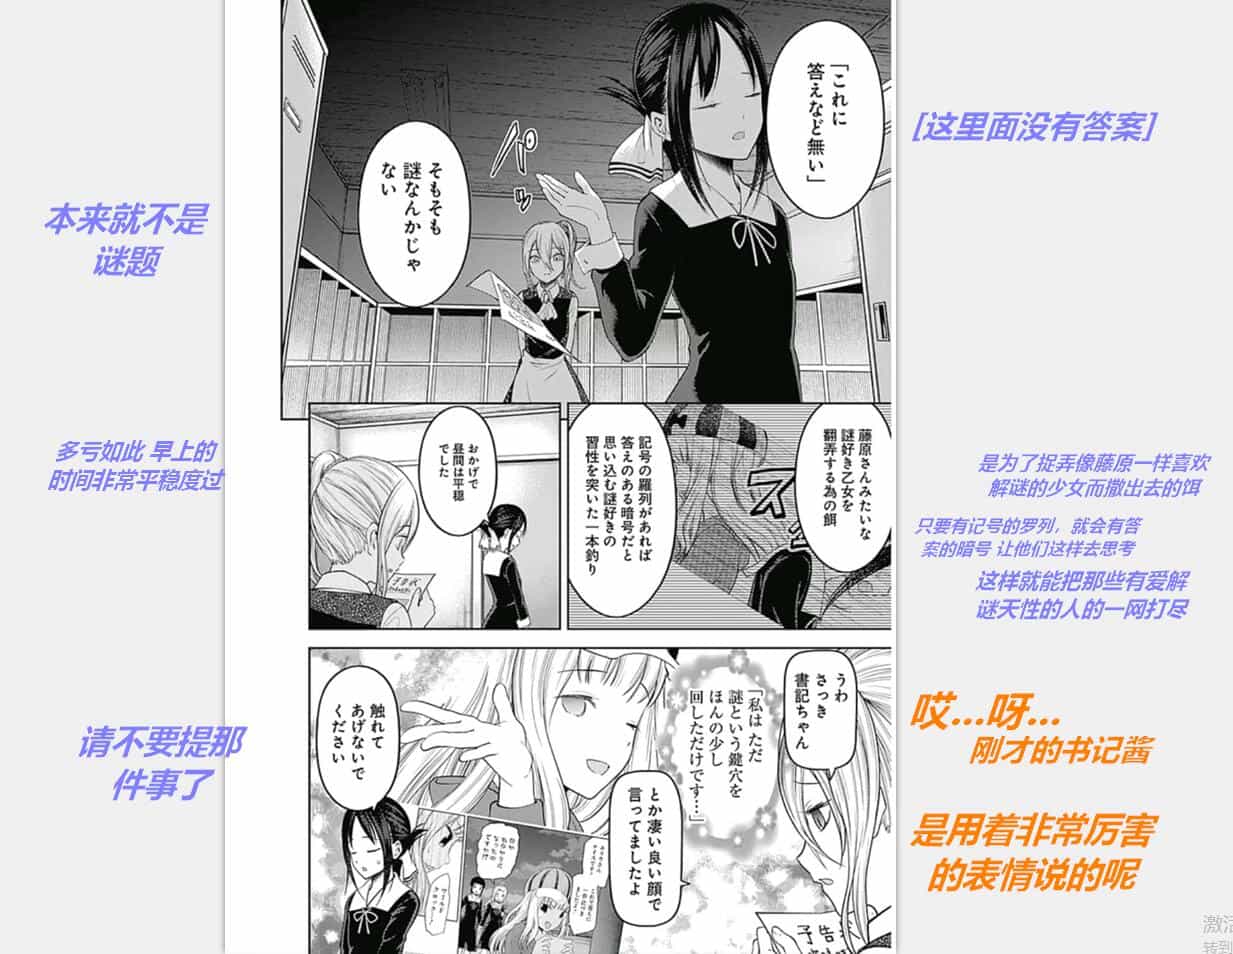 「これに
答えなど無い」
[这里面没有答案]
パ
ッ
そもそも
謎なんかじゃ
ない
本来就不是
谜题
藤原さんみたいな
謎好き乙女を
翻弄する為の餌
是为了捉弄像藤原一样喜欢
解谜的少女而撒出去的饵
記号の羅列があれば
答えのある暗号だと
思い込む謎好きの
習性を突いた一本釣り
只要有记号的罗列，就会有答
案的暗号 让他们这样去思考
这样就能把那些有爱解
谜天性的人的一网打尽
おかげで
昼間は平穏
でした
多亏如此 早上的
时间非常平稳度过
うわ
さっき
書記ちゃん
哎...呀...
刚才的书记酱
「私はただ
謎という鍵穴を
ほんの少し
回しただけです…」
とか凄い良い顔で
言ってましたよ
是用着非常厉害
的表情说的呢
触れて
あげないで
ください
请不要提那
件事了
予告
激活
转到